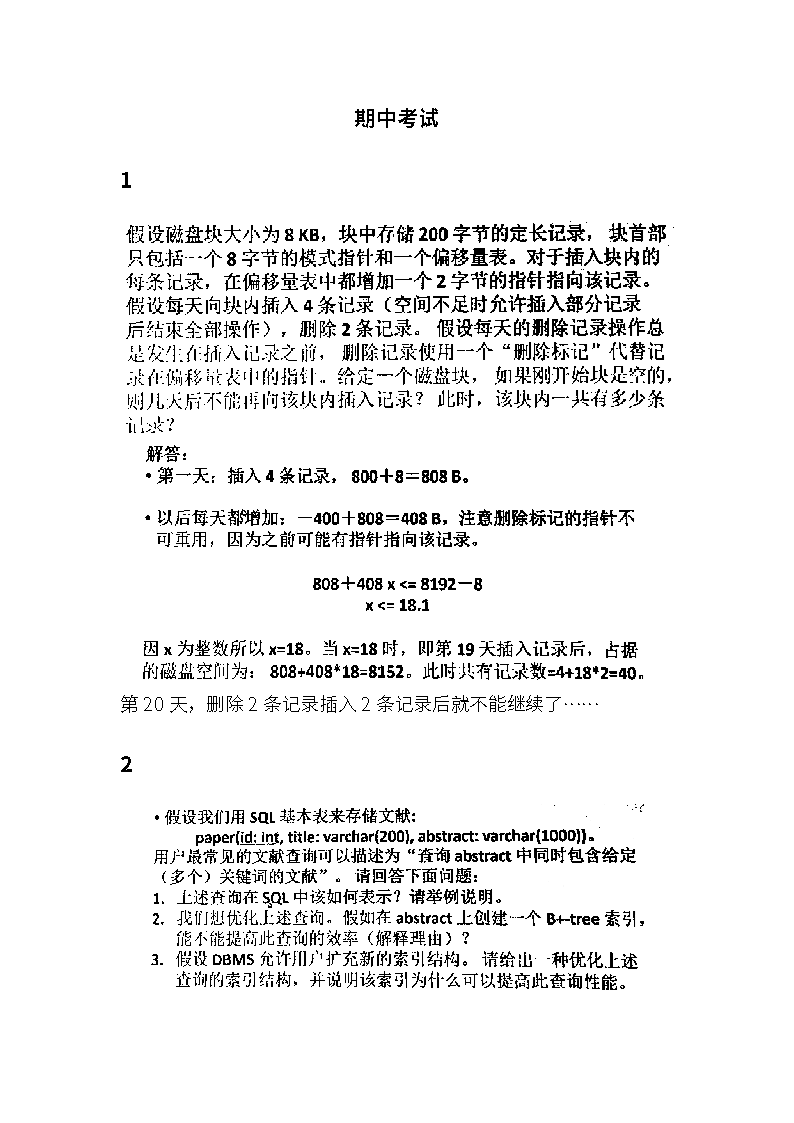 期中考试
1
假设磁盘块大小为 8 KB，块中存储 200 字节的定长记录， 块首部
只包括一个 8 字节的模式指针和一个偏移量表。对于插入块内的
每条记录，在偏移量表中都增加一个 2 字节的指针指向该记录。
假设每天向块内插入 4 条记录（空间不足时允许插入部分记录
后结束全部操作），删除 2 条记录。 假设每天的删除记录操作总
是发生在插入记录之前， 删除记录使用一个“删除标记”代替记
录在偏移量表中的指针。给定一个磁盘块， 如果刚开始块是空的，
则几天后不能再向该块内插入记录？ 此时，该块内一共有多少条
记录？
解答：
• 第一天：插入 4 条记录， 800＋8＝808 B。
• 以后每天都增加：－400＋808＝408 B，注意删除标记的指针不
可重用，因为之前可能有指针指向该记录。
808＋408 x <= 8192－8
x <= 18.1
因 x 为整数所以 x=18。当 x=18 时，即第 19 天插入记录后，占据
的磁盘空间为： 808+408*18=8152。此时共有记录数=4+18*2=40。
第 20 天，删除 2 条记录插入 2 条记录后就不能继续了……
2
• 假设我们用 SQL 基本表来存储文献:
paper(id: int, title: varchar(200), abstract: varchar(1000))。
用户最常见的文献查询可以描述为“查询 abstract 中同时包含给定
（多个）关键词的文献”。 请回答下面问题：
1. 上述查询在 SQL 中该如何表示？请举例说明。
2. 我们想优化上述查询。假如在 abstract 上创建一个 B+-tree 索引，
能不能提高此查询的效率（解释理由）？
3. 假设 DBMS 允许用户扩充新的索引结构。 请给出一种优化上述
查询的索引结构，并说明该索引为什么可以提高此查询性能。